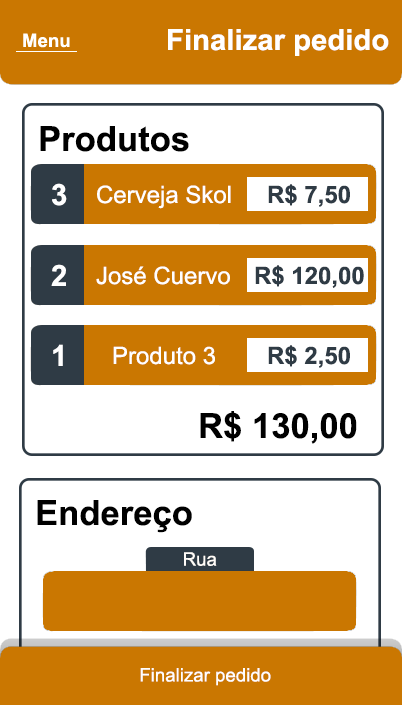 Menu
Finalizar pedido
Produtos
3 Cerveja Skol R$ 7,50
2 José Cuervo R$ 120,00
1 Produto 3 R$ 2,50
R$ 130,00
Endereço
Rua
Finalizar pedido